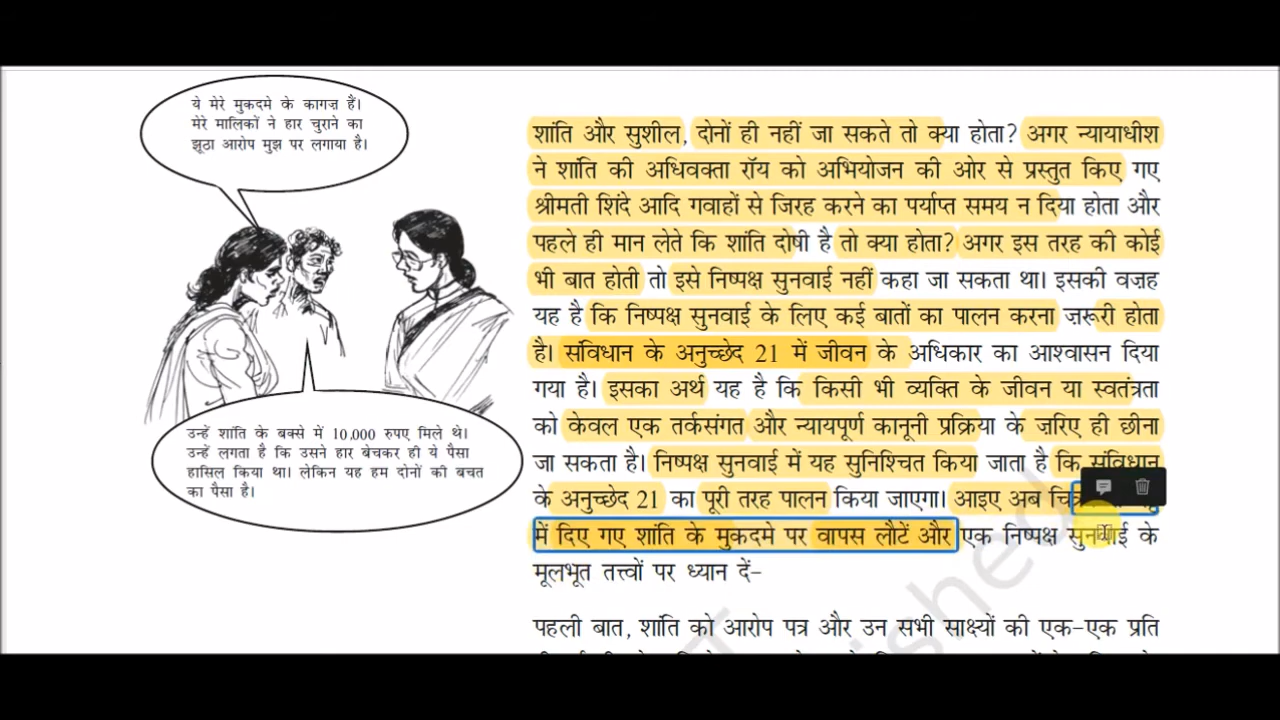 ये मेरे मुकदमे के कागज़ हैं।
मेरे मालिकों ने हार चुराने का
झूठा आरोप मुझ पर लगाया है।
उन्हें शांति के बक्से में 10,000 रुपए मिले थे।
उन्हें लगता है कि उसने हार बेचकर ही ये पैसा
हासिल किया था। लेकिन यह हम दोनों की बचत
का पैसा है।
शांति और सुशील, दोनों ही नहीं जा सकते तो क्या होता? अगर न्यायाधीश
ने शांति की अधिवक्ता रॉय को अभियोजन की ओर से प्रस्तुत किए गए
श्रीमती शिंदे आदि गवाहों से जिरह करने का पर्याप्त समय न दिया होता और
पहले ही मान लेते कि शांति दोषी है तो क्या होता? अगर इस तरह की कोई
भी बात होती तो इसे निष्पक्ष सुनवाई नहीं कहा जा सकता था। इसकी वजह
यह है कि निष्पक्ष सुनवाई के लिए कई बातों का पालन करना ज़रूरी होता
है। संविधान के अनुच्छेद 21 में जीवन के अधिकार का आश्वासन दिया
गया है। इसका अर्थ यह है कि किसी भी व्यक्ति के जीवन या स्वतंत्रता
को केवल एक तर्कसंगत और न्यायपूर्ण कानूनी प्रक्रिया के ज़रिए ही छीना
जा सकता है। निष्पक्ष सुनवाई में यह सुनिश्चित किया जाता है कि संविधान
के अनुच्छेद 21 का पूरी तरह पालन किया जाएगा। आइए अब
में दिए गए शांति के मुकदमे पर वापस लौटें और एक निष्पक्ष सुनवाई के
मूलभूत तत्त्वों पर ध्यान दें–
पहली बात, शांति को आरोप पत्र और उन सभी साक्ष्यों की एक-एक प्रति